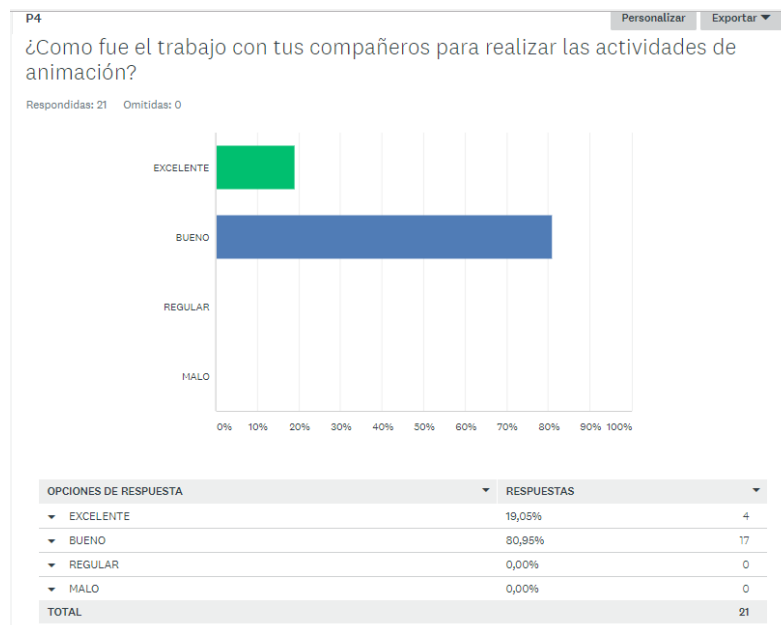 P4
Personalizar Exportar
¿Como fue el trabajo con tus compañeros para realizar las actividades de
animación?
Respondidas: 21 Omitidas: 0
EXCELENTE
BUENO
REGULAR
MALO
0% 10% 20% 30% 40% 50% 60% 70% 80% 90% 100%
OPCIONES DE RESPUESTA RESPUESTAS
EXCELENTE 19,05% 4
BUENO 80,95% 17
REGULAR 0,00% 0
MALO 0,00% 0
TOTAL 21